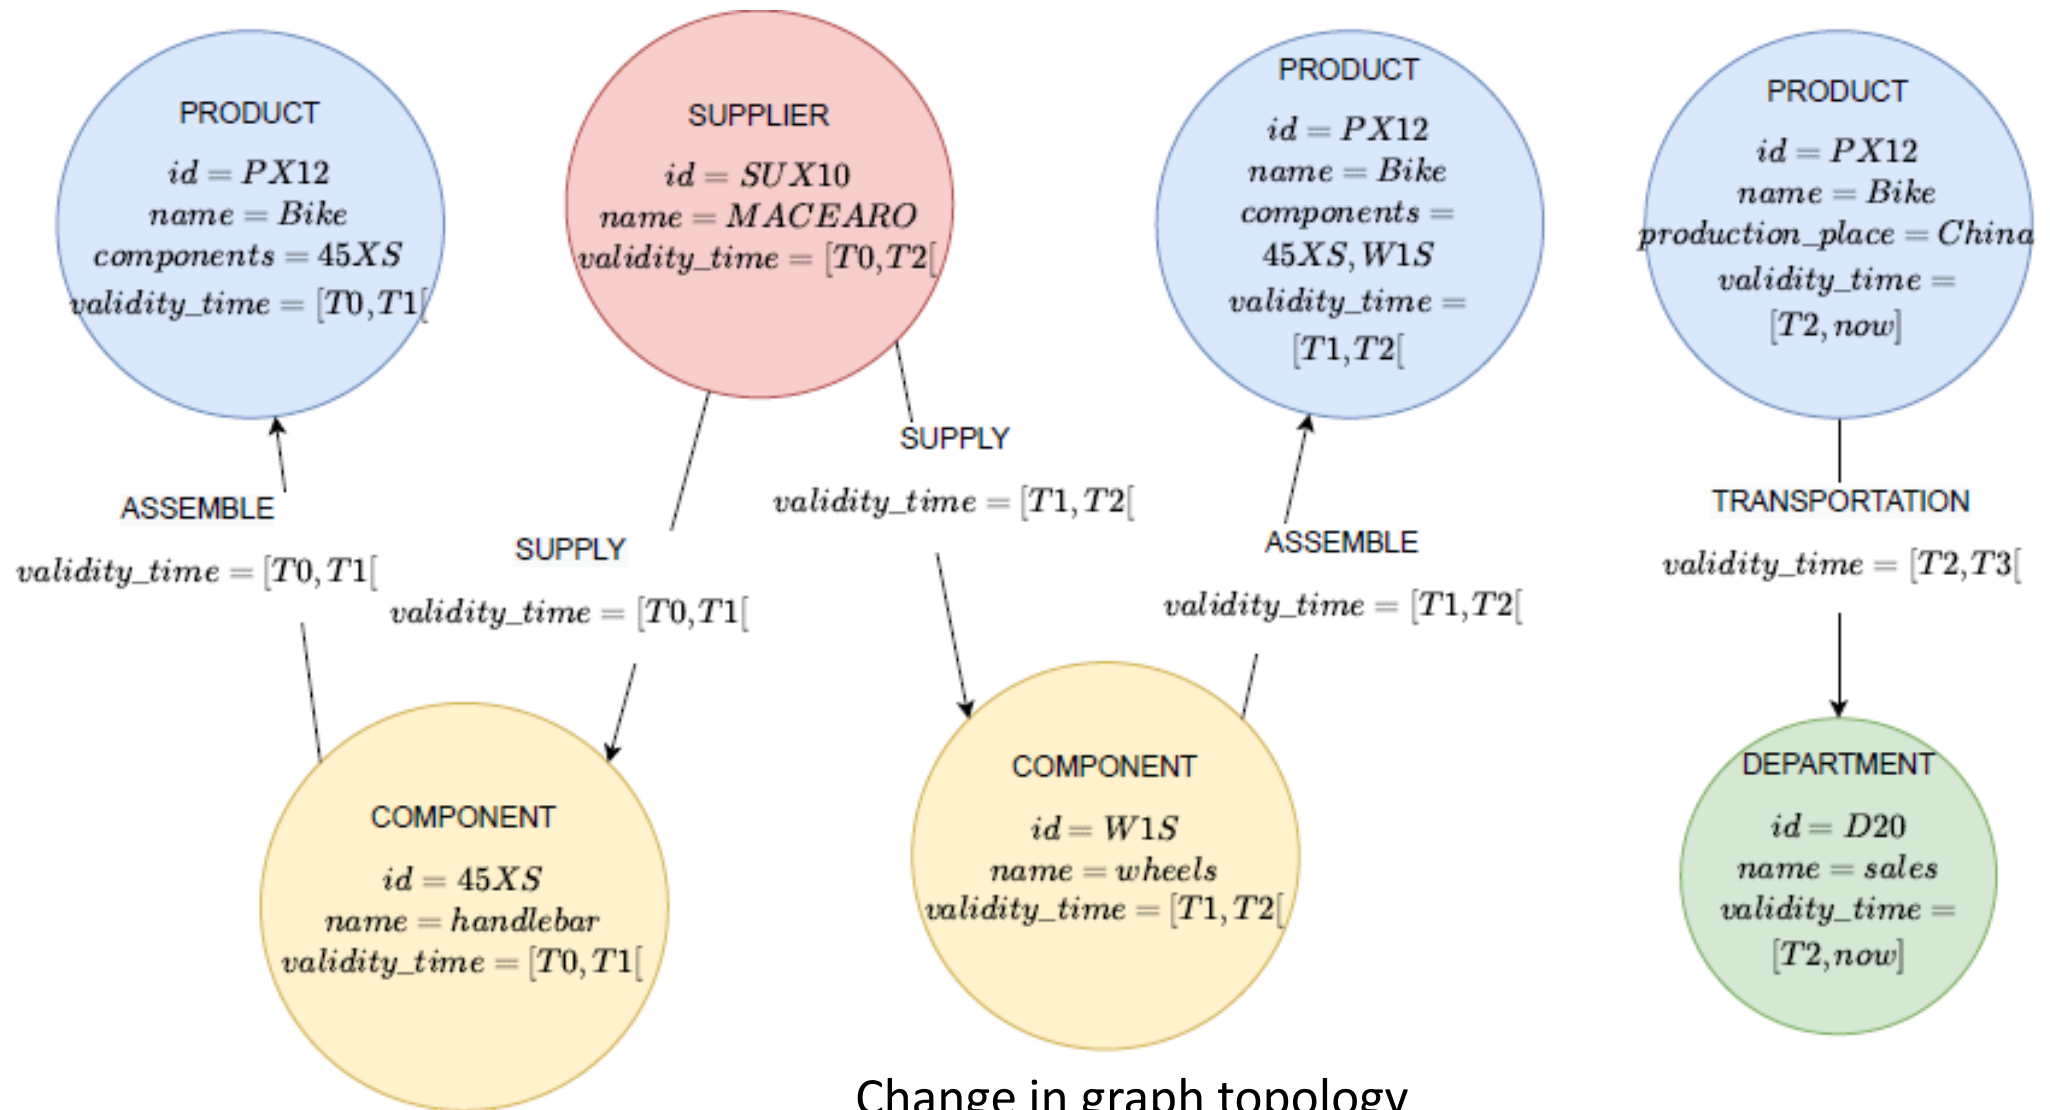 PRODUCT
id = PX12
name = Bike
components = 45XS
validity_time = [T0,T1[
SUPPLIER
id = SUX10
name = MACEARO
validity_time = [T0,T2[
PRODUCT
id = PX12
name = Bike
components =
45XS, W1S
validity_time =
[T1,T2[
PRODUCT
id = PX12
name = Bike
production_place = China
validity_time =
[T2, now]
ASSEMBLE
validity_time = [T0,T1[
SUPPLY
validity_time = [T0,T1[
SUPPLY
validity_time = [T1,T2[
ASSEMBLE
validity_time = [T1,T2[
TRANSPORTATION
validity_time = [T2,T3[
COMPONENT
id = 45XS
name = handlebar
validity_time = [T0,T1[
COMPONENT
id = W1S
name = wheels
validity_time = [T1,T2[
DEPARTMENT
id = D20
name = sales
validity_time =
[T2, now]
Change in graph topology